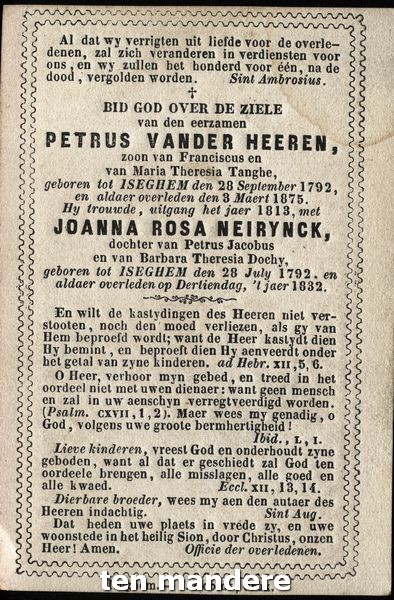 Al dat wy verrigten uit liefde voor de overle-
denen, zal zich veranderen in verdiensten voor
ons, en wy zullen het honderd voor één, na de
dood, vergolden worden. Sint Ambrosius.
†
BID GOD OVER DE ZIELE
van den eerzamen
PETRUS VANDER HEEREN,
zoon van Franciscus en
van Maria Theresia Tanghe,
geboren tot ISEGHEM den 28 September 1792,
en aldaer overleden den 3 Maert 1875.
Hy trouwde, uitgang het jaer 1813, met
JOANNA ROSA NEIRYNCK,
dochter van Petrus Jacobus
en van Barbara Theresia Dochy,
geboren tot ISEGHEM den 28 July 1792. en
aldaer overleden op Dertiendag, 't jaer 1832.
En wilt de kastydingen des Heeren niet ver-
stooten, noch den moed verliezen, als gy van
Hem beproefd wordt; want de Heer kastydt dien
Hy bemint, en beproeft dien Hy aenveerdt onder
het getal van zyne kinderen. ad Hebr. XII, 5, 6.
O Heer, verhoor myn gebed, en treed in het
oordeel niet met uwen dienaer: want geen mensch
en zal in uw aenschyn verregtveerdigd worden.
(Psalm. CXVII, 1, 2). Maer wees my genadig, o
God, volgens uwe groote bermhertigheid!
Ibid., L, I.
Lieve kinderen, vreest God en onderhoudt zyne
geboden, want al dat er geschiedt zal God ten
oordeele brengen, alle misslagen, alle goed en
alle kwaed. Eccl. XII, 13, 14.
Dierbare broeder, wees my aen den autaer des
Heeren indachtig. Sint Aug.
Dat heden uwe plaets in vrede zy, en uwe
woonstede in het heilig Sion, door Christus, onzen
Heer! Amen. Officie der overledenen.
ten mandere